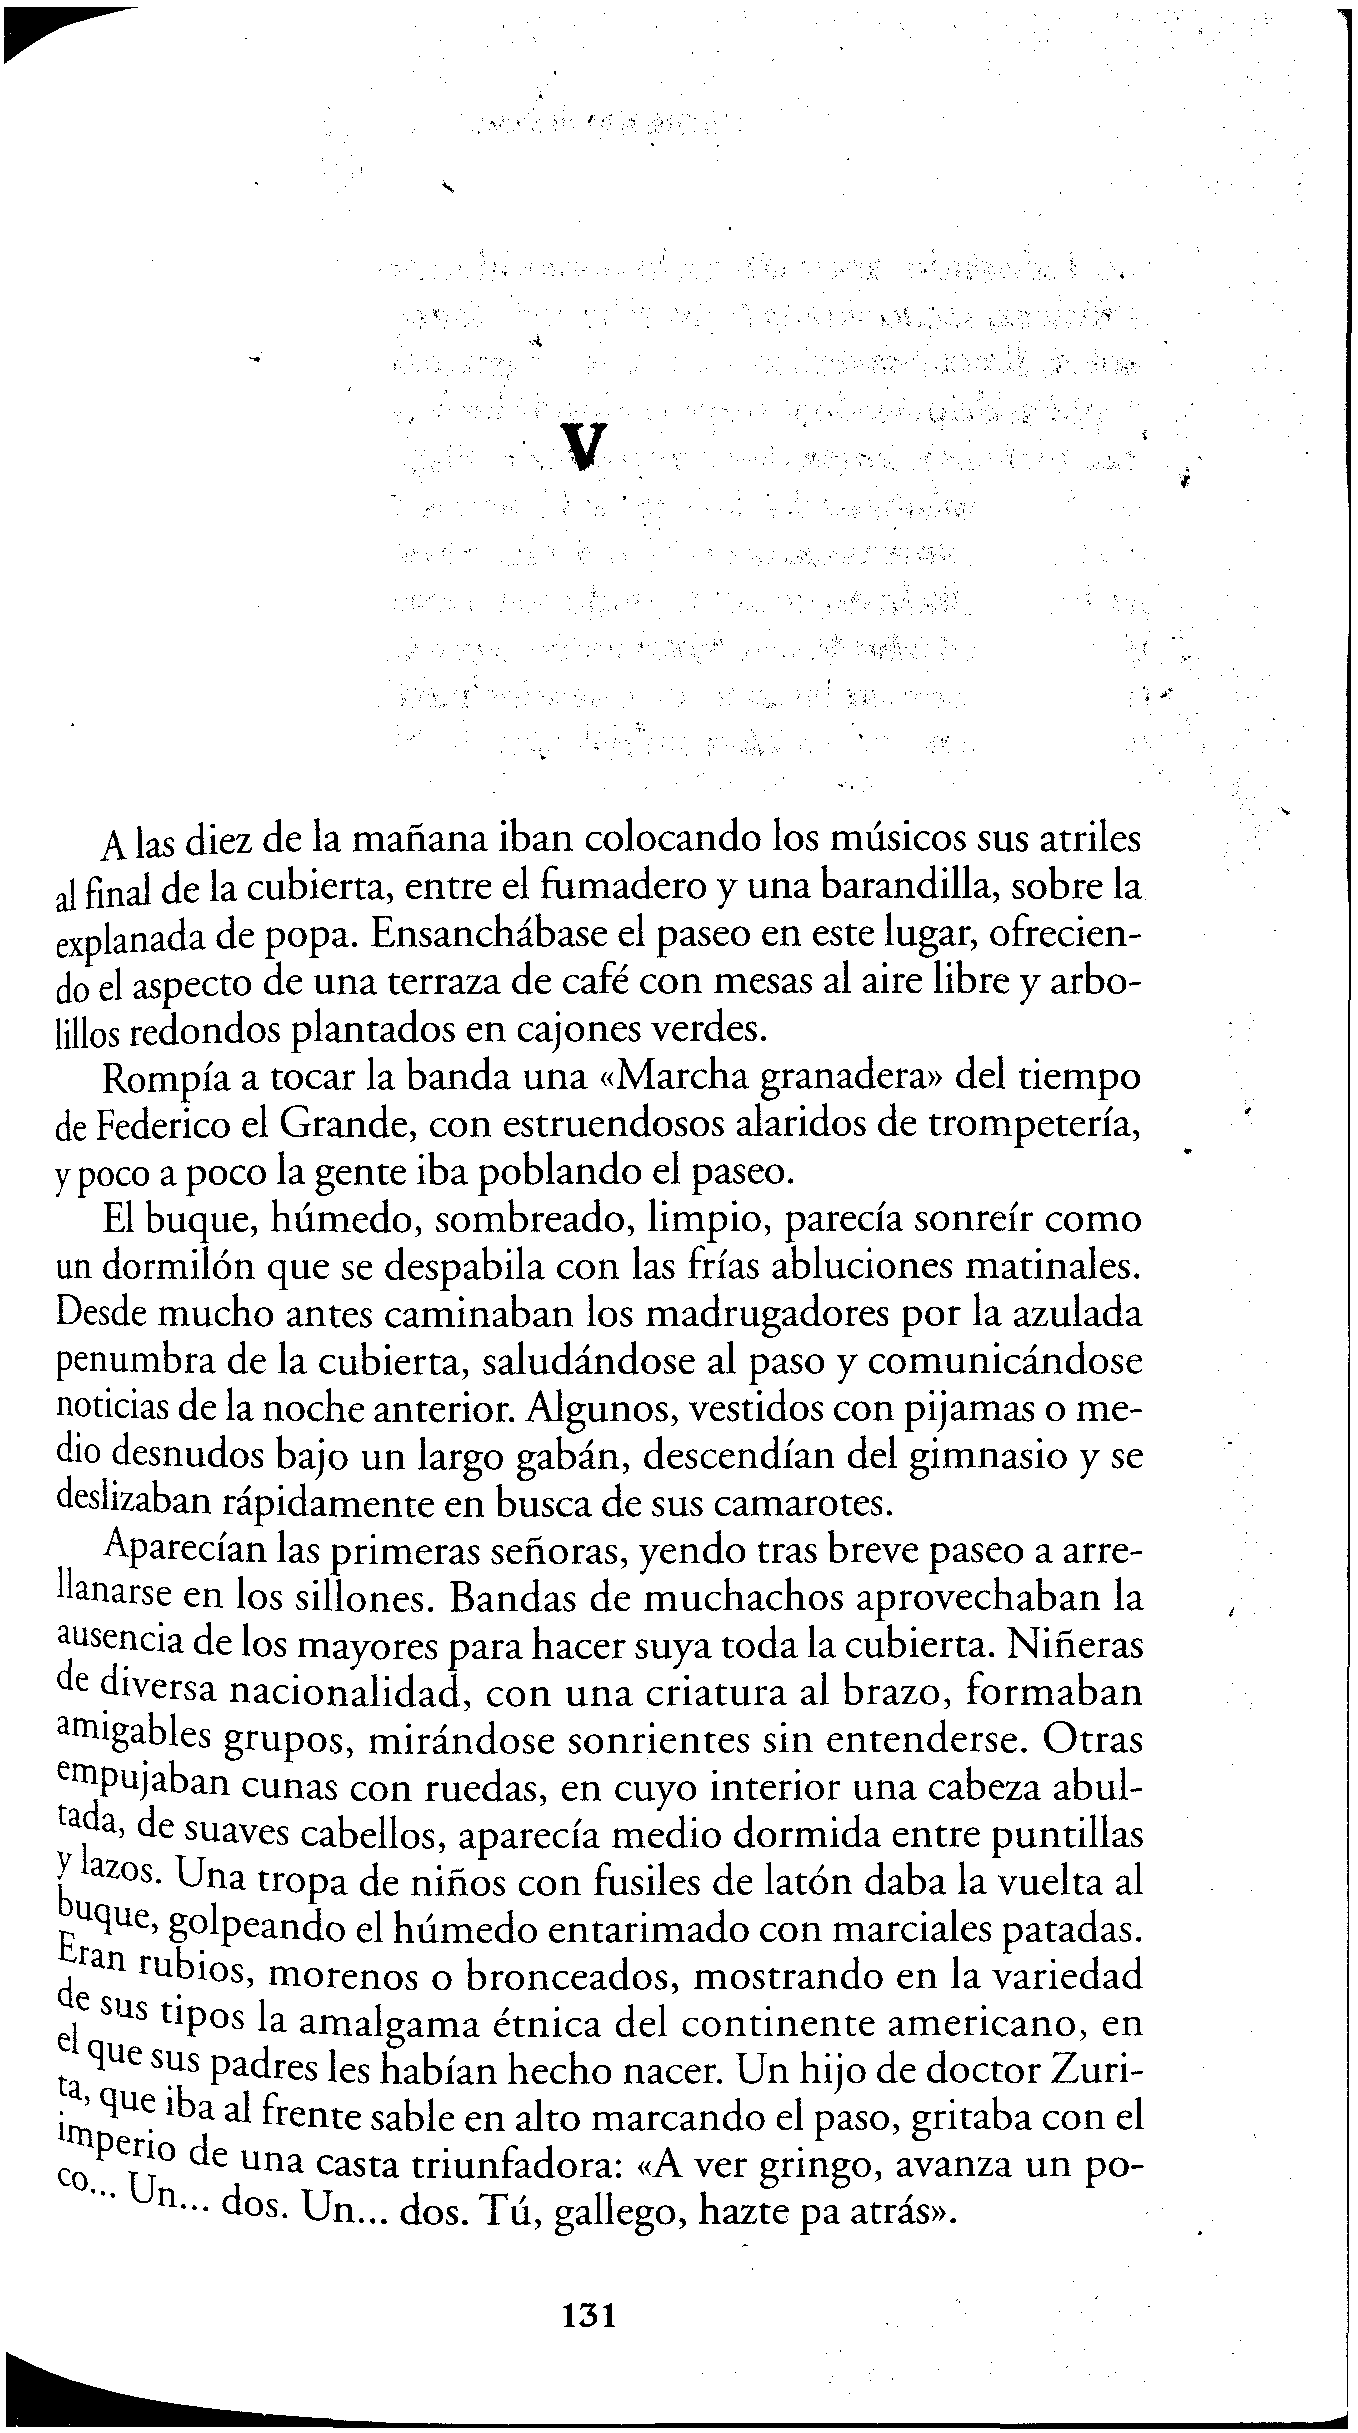 V
A las diez de la mañana iban colocando los músicos sus atriles
al final de la cubierta, entre el fumadero y una barandilla, sobre la
explanada de popa. Ensanchábase el paseo en este lugar, ofrecien-
do el aspecto de una terraza de café con mesas al aire libre y arbo-
lillos redondos plantados en cajones verdes.
Rompía a tocar la banda una «Marcha granadera» del tiempo
de Federico el Grande, con estruendosos alaridos de trompetería,
y poco a poco la gente iba poblando el paseo.
El buque, húmedo, sombreado, limpio, parecía sonreír como
un dormilón que se despabila con las frías abluciones matinales.
Desde mucho antes caminaban los madrugadores por la azulada
penumbra de la cubierta, saludándose al paso y comunicándose
noticias de la noche anterior. Algunos, vestidos con pijamas o me-
dio desnudos bajo un largo gabán, descendían del gimnasio y se
deslizaban rápidamente en busca de sus camarotes.
Aparecían las primeras señoras, yendo tras breve paseo a arre-
llanarse en los sillones. Bandas de muchachos aprovechaban la
ausencia de los mayores para hacer suya toda la cubierta. Niñeras
de diversa nacionalidad, con una criatura al brazo, formaban
amigables grupos, mirándose sonrientes sin entenderse. Otras
empujaban cunas con ruedas, en cuyo interior una cabeza abul-
tada, de suaves cabellos, aparecía medio dormida entre puntillas
y lazos. Una tropa de niños con fusiles de latón daba la vuelta al
buque, golpeando el húmedo entarimado con marciales patadas.
Eran rubios, morenos o bronceados, mostrando en la variedad
de sus tipos la amalgama étnica del continente americano, en
el que sus padres les habían hecho nacer. Un hijo de doctor Zuri-
ta, que iba al frente sable en alto marcando el paso, gritaba con el
imperio de una casta triunfadora: «A ver gringo, avanza un po-
co... Un... dos. Un... dos. Tú, gallego, hazte pa atrás».
131